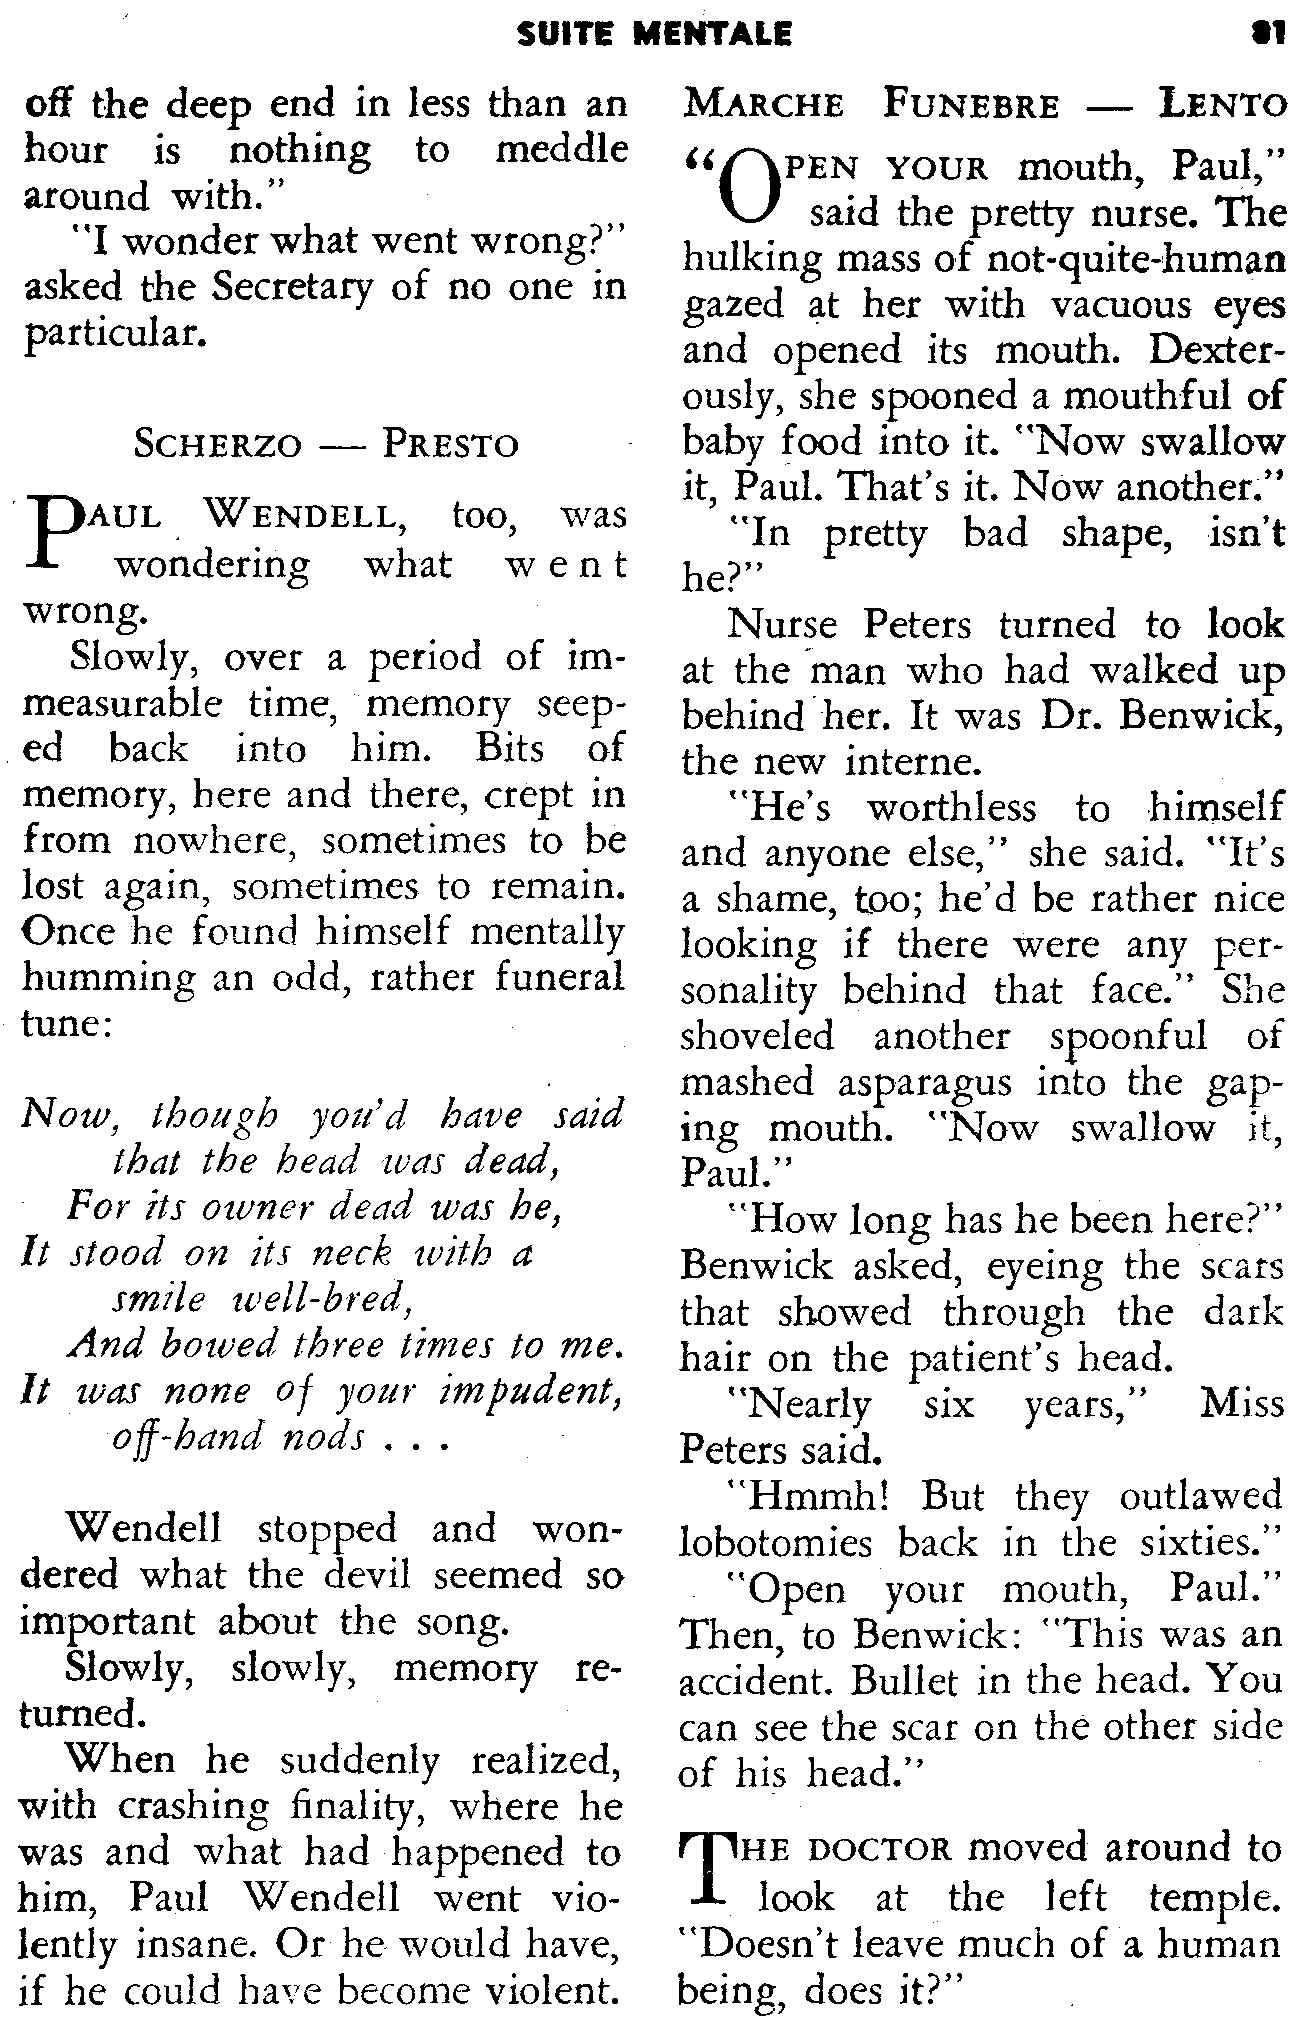 SUITE MENTALE 81
off the deep end in less than an
hour is nothing to meddle
around with."
"I wonder what went wrong?"
asked the Secretary of no one in
particular.
SCHERZO — PRESTO
PAUL WENDELL, too, was
wondering what went
wrong.
Slowly, over a period of im-
measurable time, memory seep-
ed back into him. Bits of
memory, here and there, crept in
from nowhere, sometimes to be
lost again, sometimes to remain.
Once he found himself mentally
humming an odd, rather funeral
tune:
Now, though you'd have said
that the head was dead,
For its owner dead was he,
It stood on its neck with a
smile well-bred,
And bowed three times to me.
It was none of your impudent,
off-hand nods . . .
Wendell stopped and won-
dered what the devil seemed so
important about the song.
Slowly, slowly, memory re-
turned.
When he suddenly realized,
with crashing finality, where he
was and what had happened to
him, Paul Wendell went vio-
lently insane. Or he would have,
if he could have become violent.
MARCHE FUNEBRE — LENTO
"OPEN YOUR mouth, Paul,"
said the pretty nurse. The
hulking mass of not-quite-human
gazed at her with vacuous eyes
and opened its mouth. Dexter-
ously, she spooned a mouthful of
baby food into it. "Now swallow
it, Paul. That's it. Now another."
"In pretty bad shape, isn't
he?"
Nurse Peters turned to look
at the man who had walked up
behind her. It was Dr. Benwick,
the new interne.
"He's worthless to himself
and anyone else," she said. "It's
a shame, too; he'd be rather nice
looking if there were any per-
sonality behind that face." She
shoveled another spoonful of
mashed asparagus into the gap-
ing mouth. "Now swallow it,
Paul."
"How long has he been here?"
Benwick asked, eyeing the scars
that showed through the dark
hair on the patient's head.
"Nearly six years," Miss
Peters said.
"Hmmh! But they outlawed
lobotomies back in the sixties."
"Open your mouth, Paul."
Then, to Benwick: "This was an
accident. Bullet in the head. You
can see the scar on the other side
of his head."
THE DOCTOR moved around to
look at the left temple.
"Doesn't leave much of a human
being, does it?"